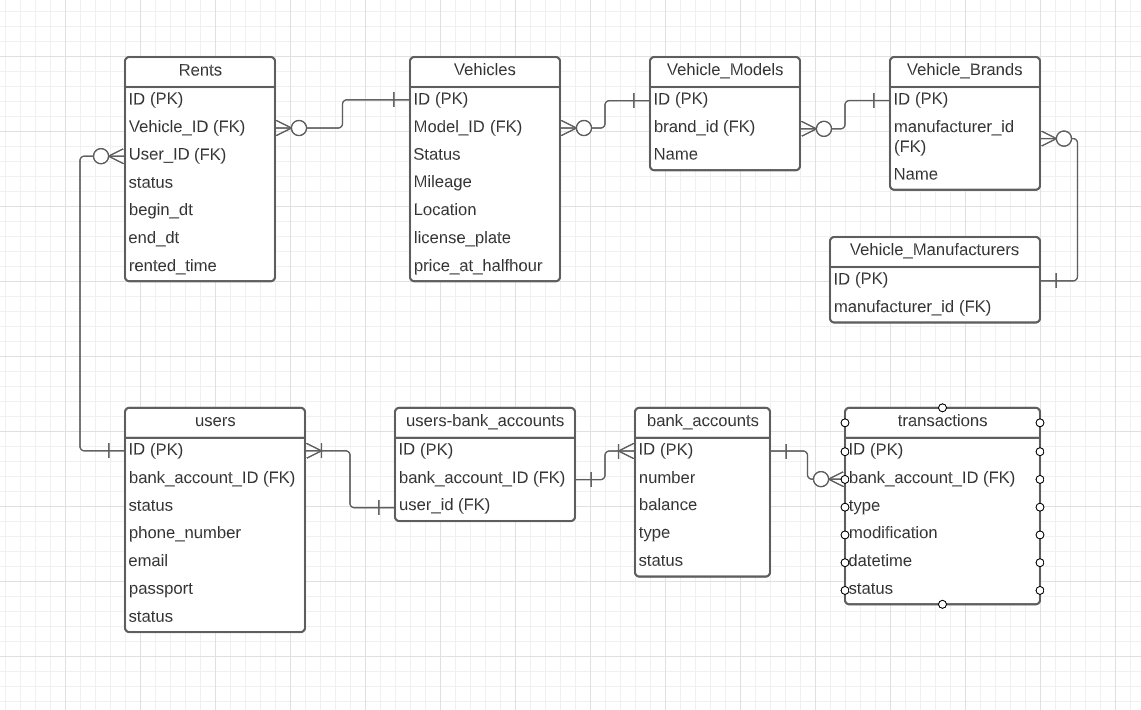 Rents
ID (PK)
Vehicle_ID (FK)
User_ID (FK)
status
begin_dt
end_dt
rented_time
Vehicles
ID (PK)
Model_ID (FK)
Status
Mileage
Location
license_plate
price_at_halfhour
Vehicle_Models
ID (PK)
brand_id (FK)
Name
Vehicle_Brands
ID (PK)
manufacturer_id
(FK)
Name
Vehicle_Manufacturers
ID (PK)
manufacturer_id (FK)
users
ID (PK)
bank_account_ID (FK)
status
phone_number
email
passport
status
users-bank_accounts
ID (PK)
bank_account_ID (FK)
user_id (FK)
bank_accounts
ID (PK)
number
balance
type
status
transactions
ID (PK)
bank_account_ID (FK)
type
modification
datetime
status